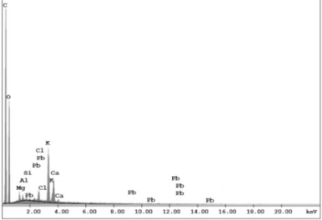 C
O
K
Cl
Pb
Pb
Si
Al
Mg
Pb
Cl
Ca
K
Ca
Pb
Pb
Pb
Pb
Pb
Pb
2.00 4.00 6.00 8.00 10.00 12.00 14.00 16.00 18.00 20.00 keV